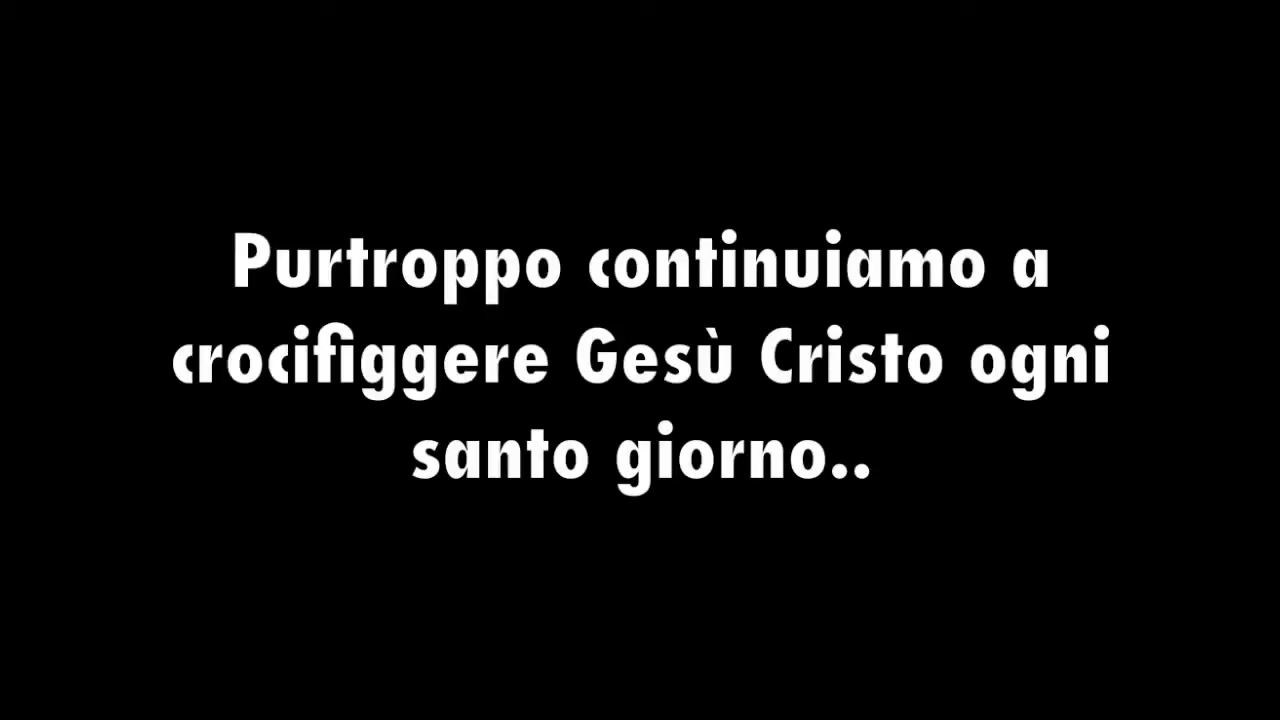 Purtroppo continuiamo a
crocifiggere Gesù Cristo ogni
santo giorno..